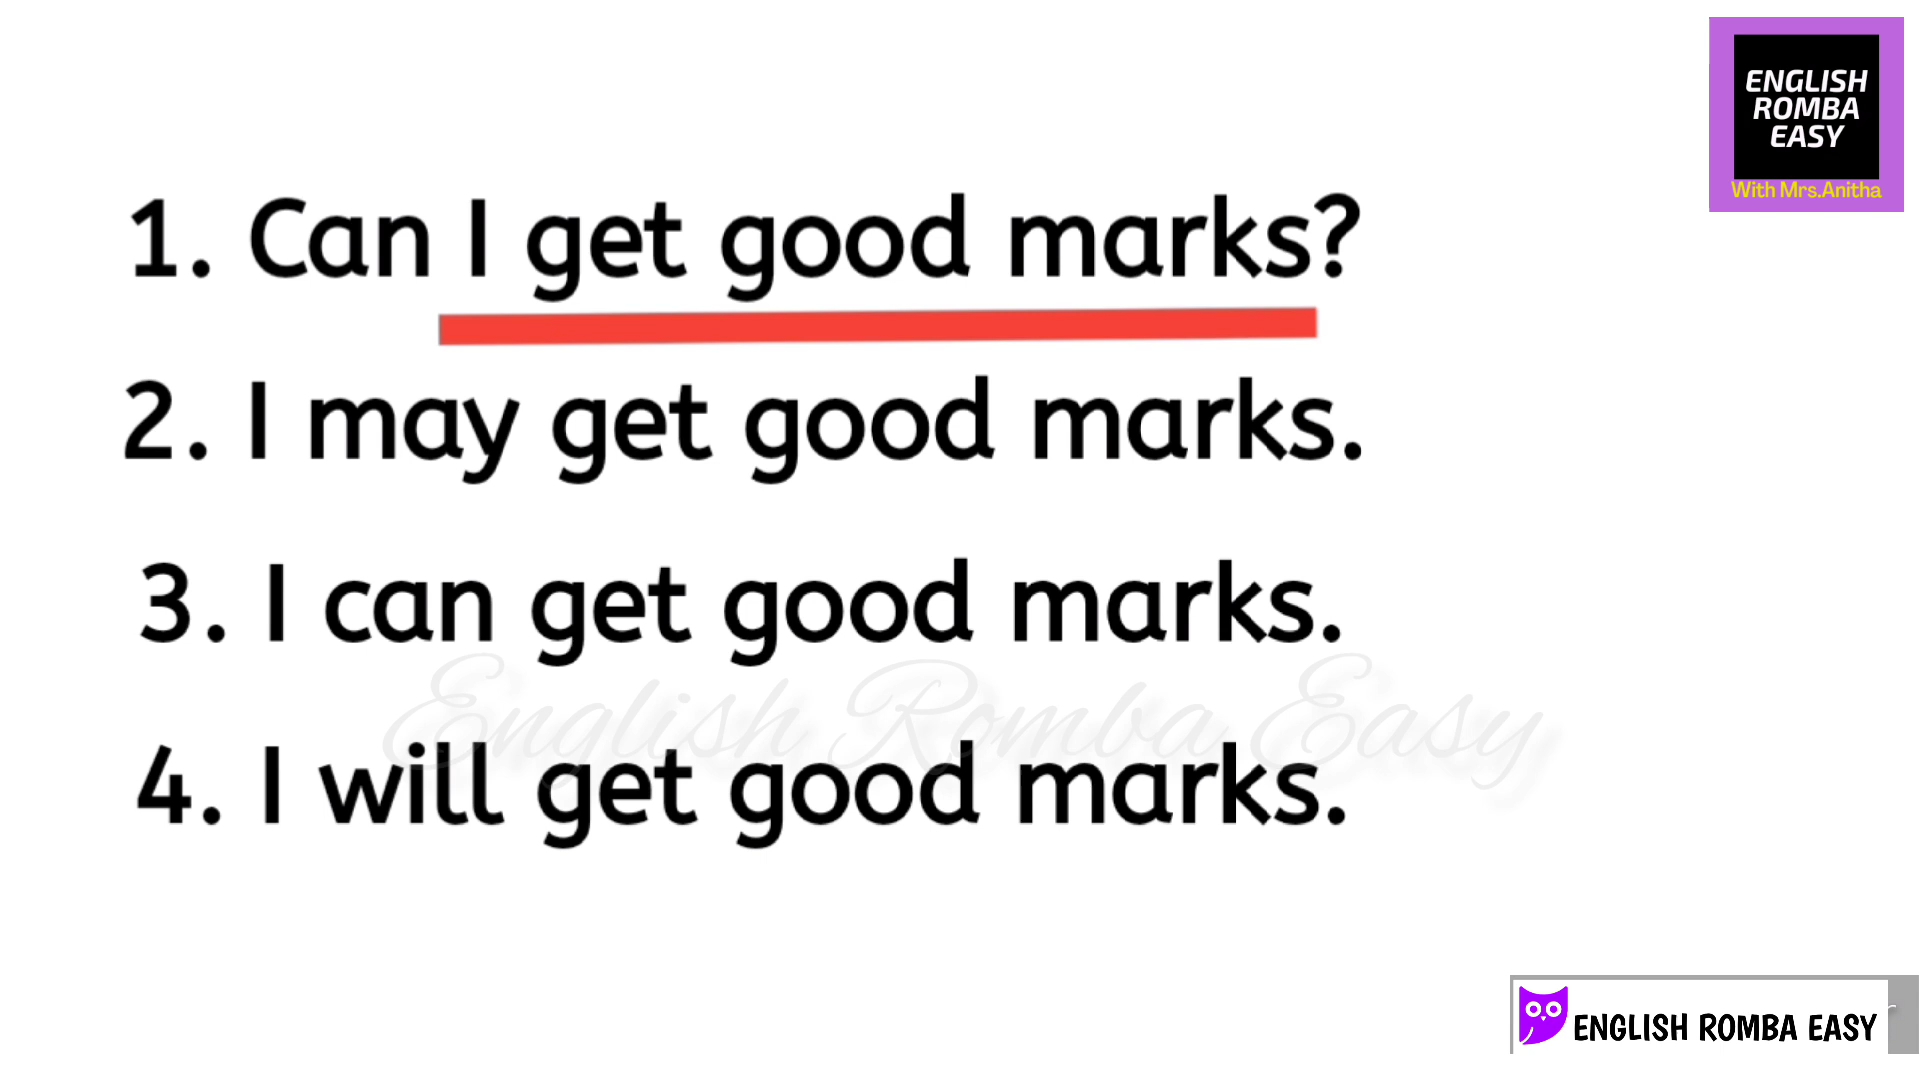 ENGLISH
ROMBA
EASY
With Mrs.Anitha
1. Can I get good marks?
2. I may get good marks.
3. I can get good marks.
English Romba Easy
4. I will get good marks.
ENGLISH ROMBA EASY